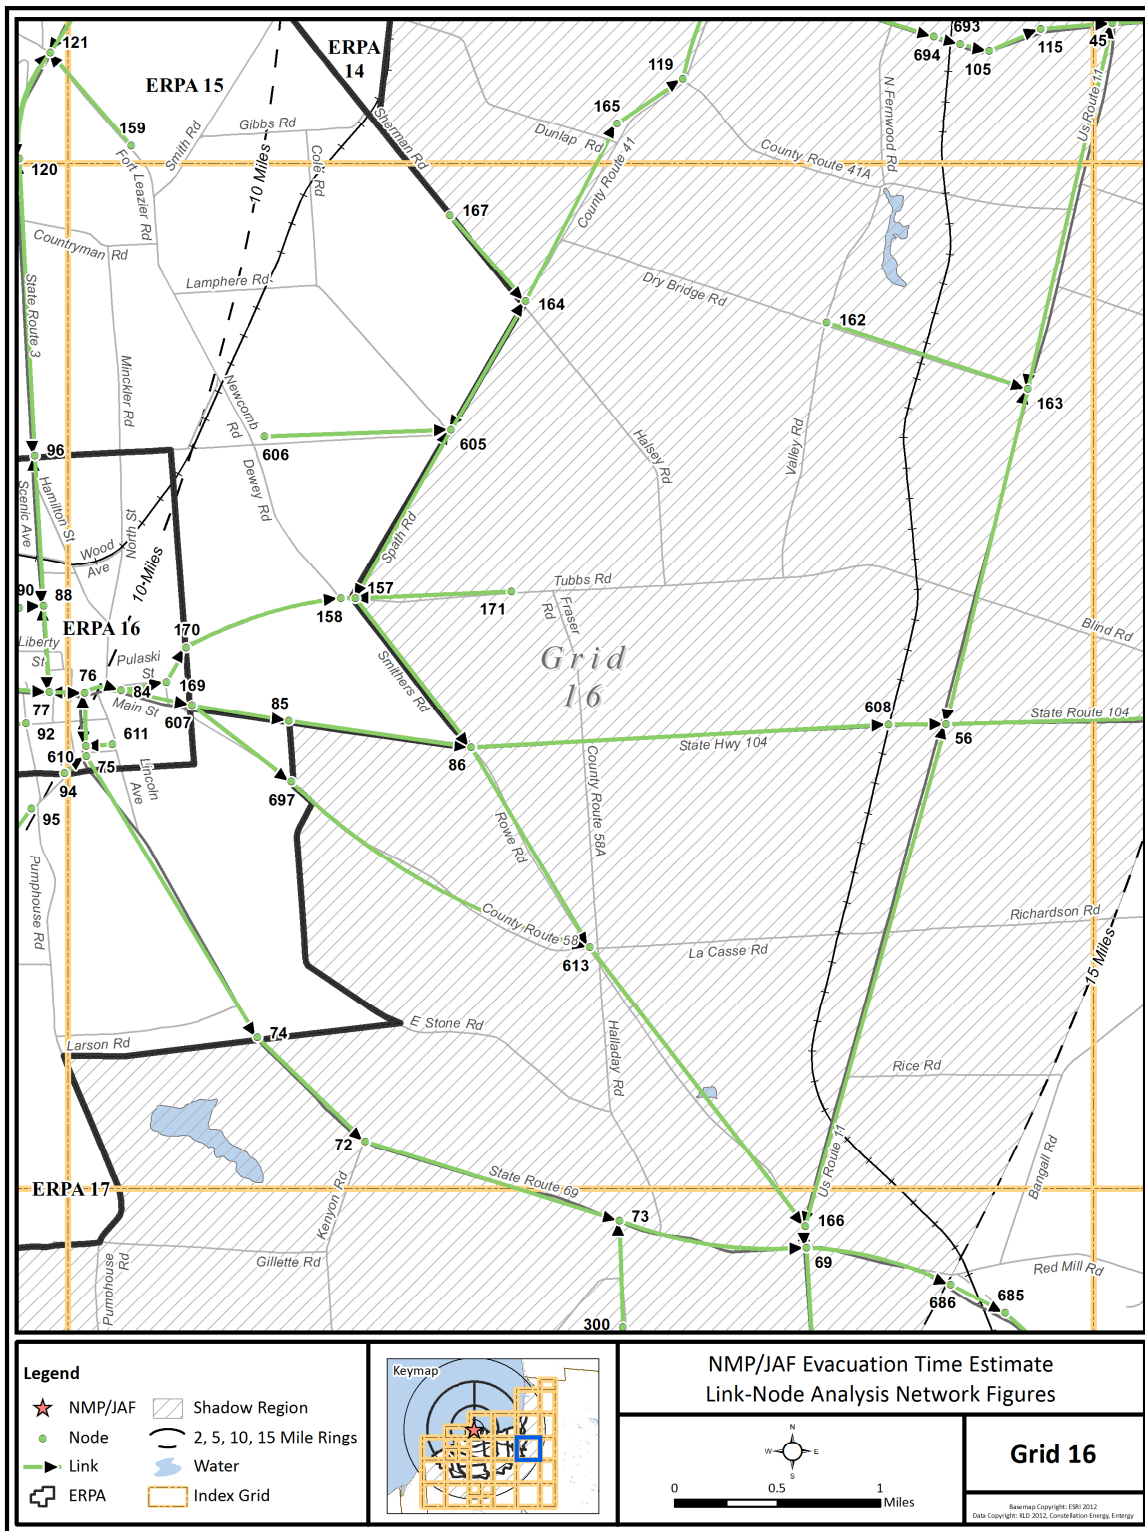 121
ERPA
14
693
694
105
115
45
119
ERPA 15
165
159
Gibbs Rd
Smith Rd
Sherman Rd
Dunlap Rd
N Fernwood Rd
Us Route 11
10 Miles
Cole Rd
County Route 41
County Route 41A
120
Fort Leazier Rd
167
Countryman Rd
State Route 3
Lamphere Rd
164
Dry Bridge Rd
162
Minckler Rd
Newcomb
Rd
163
96
606
605
Halsey Rd
Valley Rd
Scenic Ave
Hamilton St
Dewey Rd
North St
Wood
Ave
Spath Rd
10 Miles
90
88
157
158
171
Tubbs Rd
Fraser
Rd
Blind Rd
ERPA 16
Liberty
St
170
Pulaski
St
Smithers Rd
Grid
16
76
84
169
77
Main St
607
85
608
State Route 104
92
611
86
State Hwy 104
56
610
75
94
Lincoln
Ave
697
95
Rowe Rd
County Route 58A
Pumphouse Rd
County Route 58
Richardson Rd
613
La Casse Rd
15 Miles
E Stone Rd
74
Larson Rd
Halladay Rd
Rice Rd
72
Us Route 11
Bangall Rd
State Route 69
Kenyon Rd
ERPA 17
73
166
Pumphouse
Rd
Gillette Rd
69
Red Mill Rd
686
685
300
Legend
NMP/JAF
Shadow Region
Node
2, 5, 10, 15 Mile Rings
Link
Water
ERPA
Index Grid
Keymap
NMP/JAF Evacuation Time Estimate
Link-Node Analysis Network Figures
N
W
E
S
0
0.5
1
Miles
Grid 16
Basemap Copyright: ESRI 2012
Data Copyright: KLD 2012, Constellation Energy, Entergy